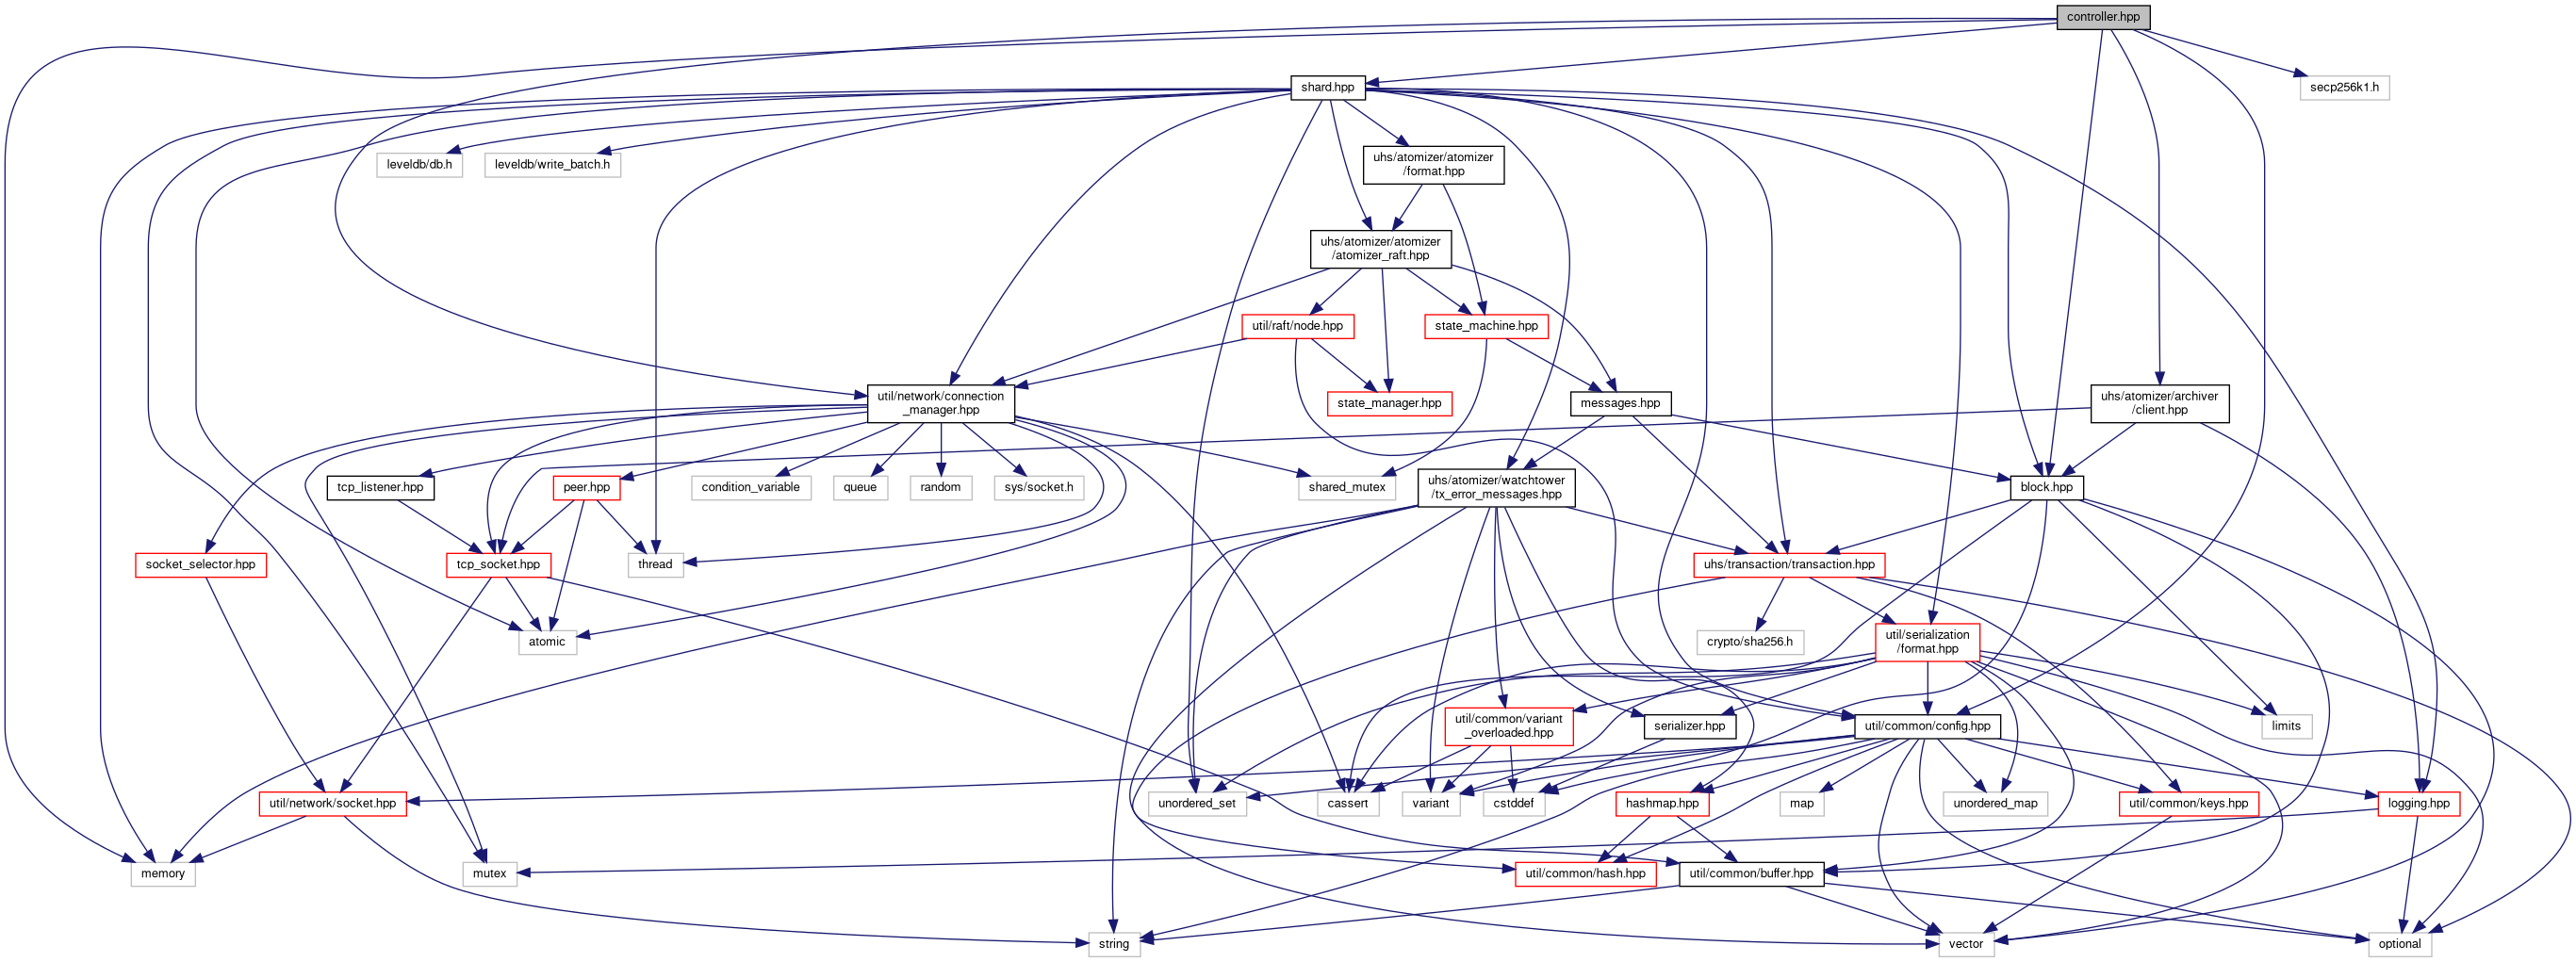 controller.hpp
shard.hpp
secp256k1.h
leveldb/db.h
leveldb/write_batch.h
uhs/atomizer/atomizer
/format.hpp
uhs/atomizer/atomizer
/atomizer_raft.hpp
util/raft/node.hpp
state_machine.hpp
util/network/connection
_manager.hpp
state_manager.hpp
messages.hpp
uhs/atomizer/archiver
/client.hpp
tcp_listener.hpp
peer.hpp
condition_variable
queue
random
sys/socket.h
shared_mutex
uhs/atomizer/watchtower
/tx_error_messages.hpp
block.hpp
socket_selector.hpp
tcp_socket.hpp
thread
uhs/transaction/transaction.hpp
atomic
crypto/sha256.h
util/serialization
/format.hpp
util/common/variant
_overloaded.hpp
serializer.hpp
util/common/config.hpp
limits
util/network/socket.hpp
unordered_set
cassert
variant
cstddef
hashmap.hpp
map
unordered_map
util/common/keys.hpp
logging.hpp
memory
mutex
util/common/hash.hpp
util/common/buffer.hpp
string
vector
optional